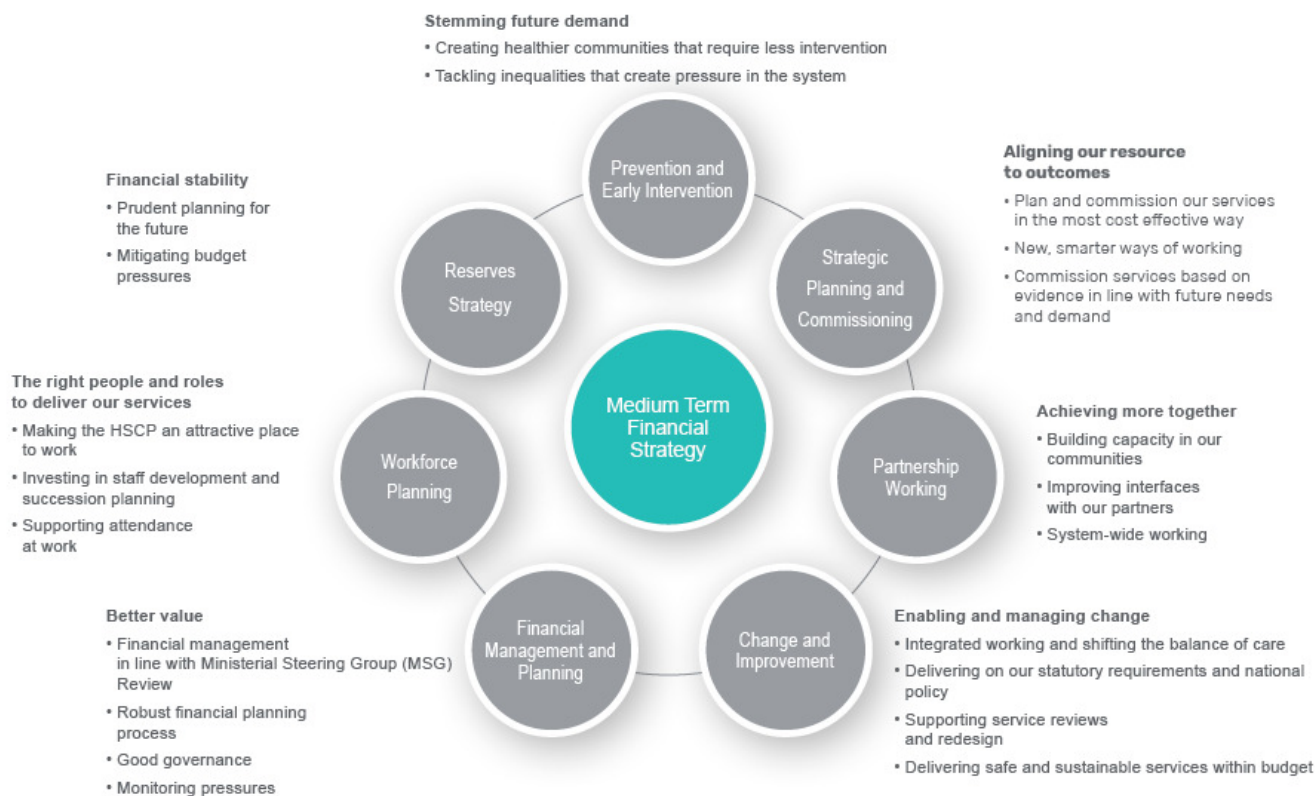 Stemming future demand
• Creating healthier communities that require less intervention
• Tackling inequalities that create pressure in the system
Prevention and
Early Intervention
Aligning our resource
to outcomes
• Plan and commission our services
in the most cost effective way
• New, smarter ways of working
• Commission services based on
evidence in line with future needs
and demand
Strategic
Planning and
Commissioning
Achieving more together
• Building capacity in our
communities
• Improving interfaces
with our partners
• System-wide working
Partnership
Working
Enabling and managing change
• Integrated working and shifting the balance of care
• Delivering on our statutory requirements and national
policy
• Supporting service reviews
and redesign
• Delivering safe and sustainable services within budget
Change and
Improvement
Better value
• Financial management
in line with Ministerial Steering Group (MSG)
Review
• Robust financial planning
process
• Good governance
• Monitoring pressures
Financial
Management and
Planning
The right people and roles
to deliver our services
• Making the HSCP an attractive place
to work
• Investing in staff development and
succession planning
• Supporting attendance
at work
Workforce
Planning
Financial stability
• Prudent planning for
the future
• Mitigating budget
pressures
Reserves
Strategy
Medium Term
Financial
Strategy